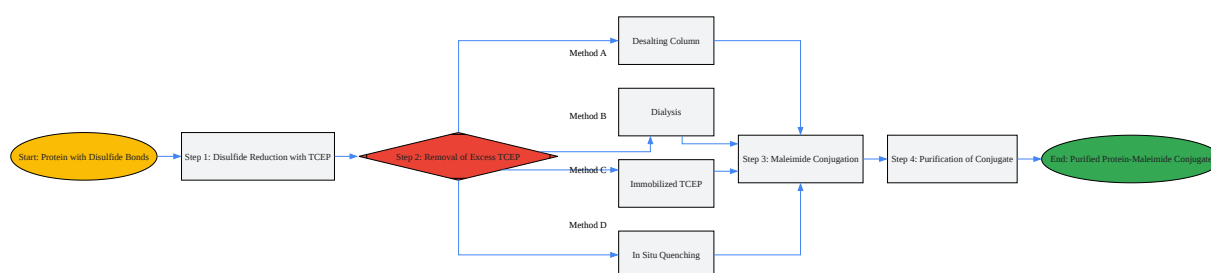 Start: Protein with Disulfide Bonds
Step 1: Disulfide Reduction with TCEP
Step 2: Removal of Excess TCEP
Method A
Desalting Column
Method B
Dialysis
Method C
Immobilized TCEP
Method D
In Situ Quenching
Step 3: Maleimide Conjugation
Step 4: Purification of Conjugate
End: Purified Protein-Maleimide Conjugate